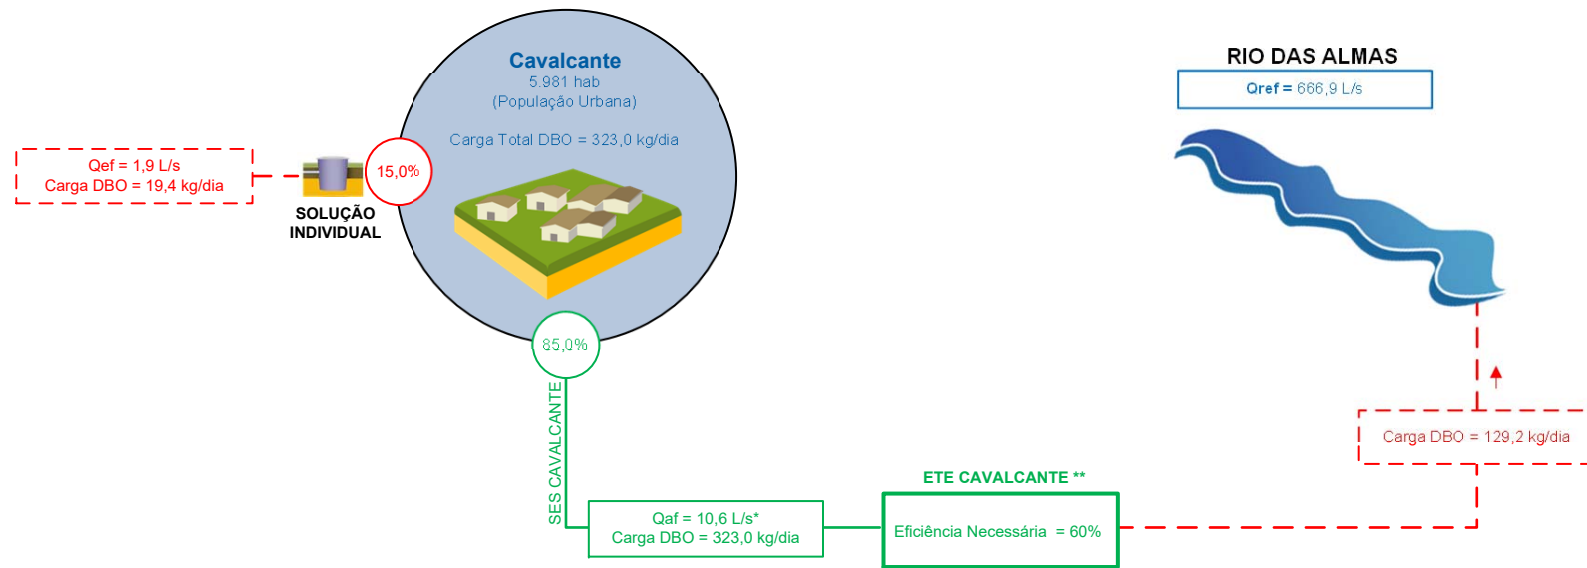 Cavalcante
5.981 hab
(População Urbana)
Carga Total DBO = 323,0 kg/dia
RIO DAS ALMAS
Qref = 666,9 L/s
Qef = 1,9 L/s
Carga DBO = 19,4 kg/dia
15,0%
SOLUÇÃO
INDIVIDUAL
85,0%
SES CAVALCANTE
Qaf = 10,6 L/s*
Carga DBO = 323,0 kg/dia
ETE CAVALCANTE **
Eficiência Necessária = 60%
Carga DBO = 129,2 kg/dia